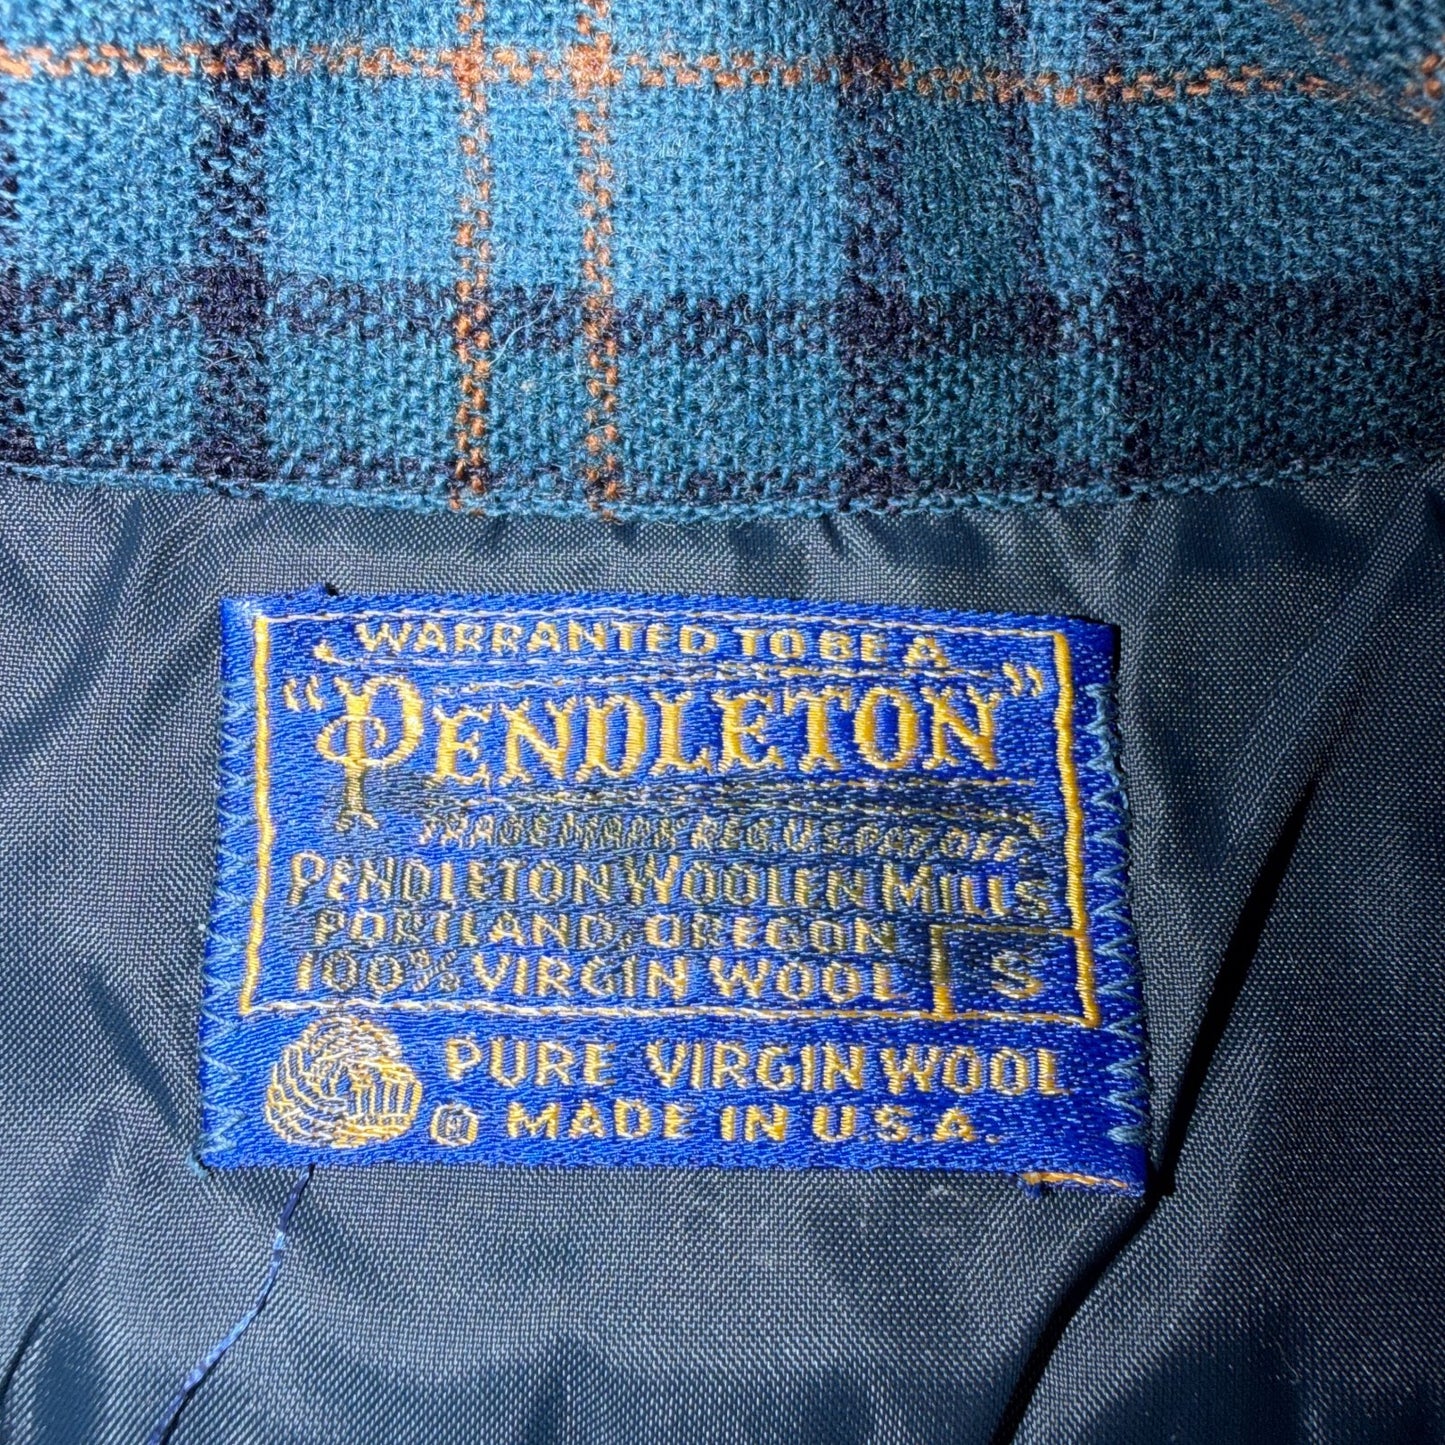 WARRANTED TO BE A
"PENDLETON"
TRADE MARK REG. U.S. PAT. OFF.
PENDLETON WOOLEN MILLS
PORTLAND, OREGON
100% VIRGIN WOOL S
PURE VIRGIN WOOL
MADE IN U.S.A.